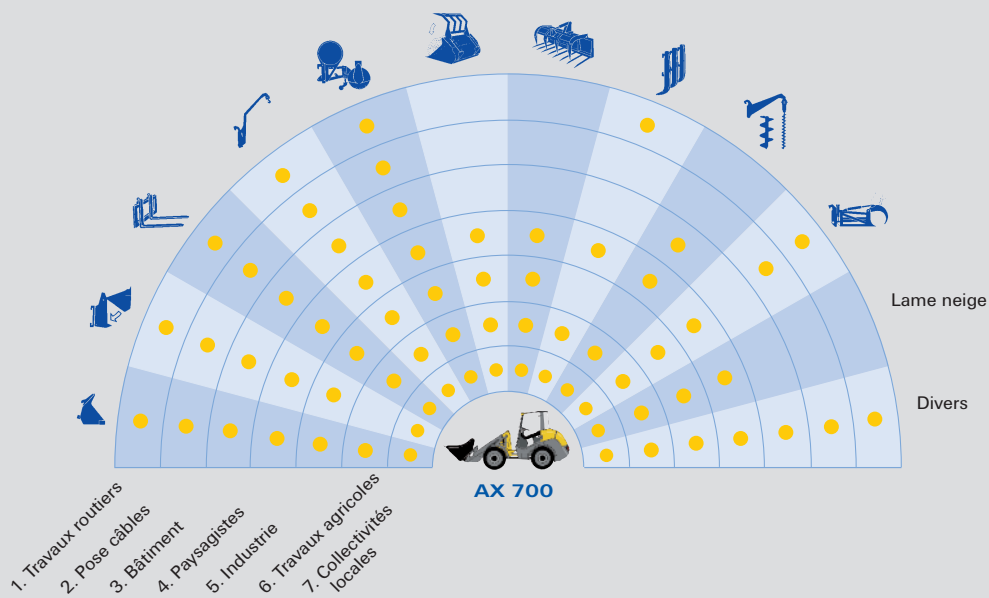 Lame neige
Divers
AX 700
1. Travaux routiers
2. Pose câbles
3. Bâtiment
4. Paysagistes
5. Industrie
6. Travaux agricoles
7. Collectivités
locales